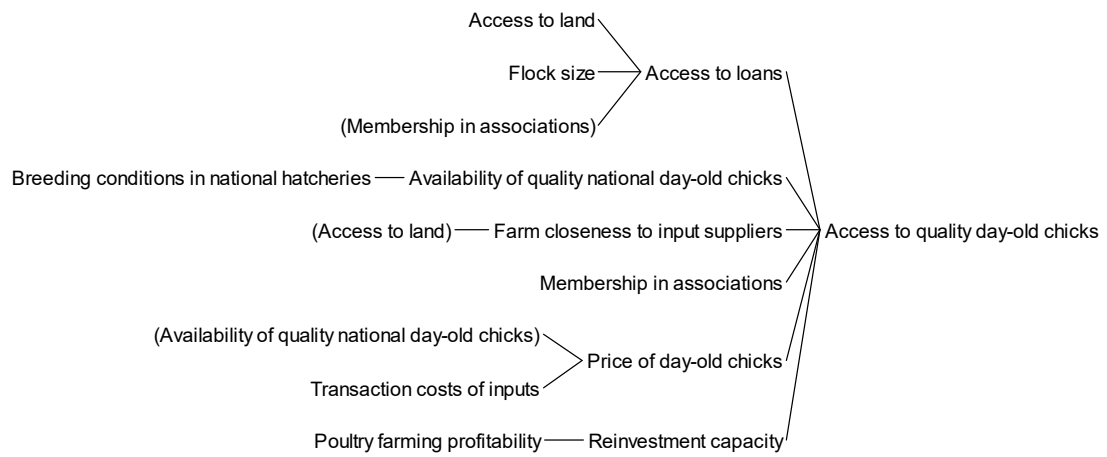 Access to land
Flock size
Access to loans
(Membership in associations)
Breeding conditions in national hatcheries
Availability of quality national day-old chicks
(Access to land)
Farm closeness to input suppliers
Access to quality day-old chicks
Membership in associations
(Availability of quality national day-old chicks)
Price of day-old chicks
Transaction costs of inputs
Poultry farming profitability
Reinvestment capacity